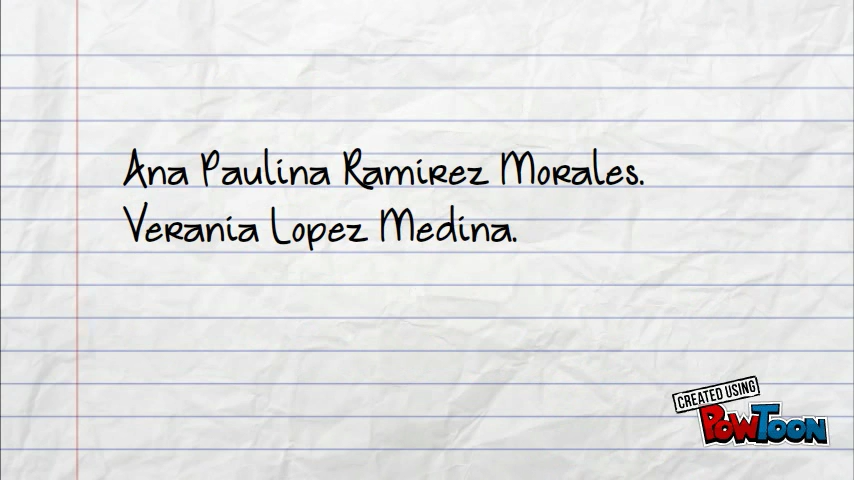 Ana Paulina Ramirez Morales.
Verania Lopez Medina.
CREATED USING
POWTOON